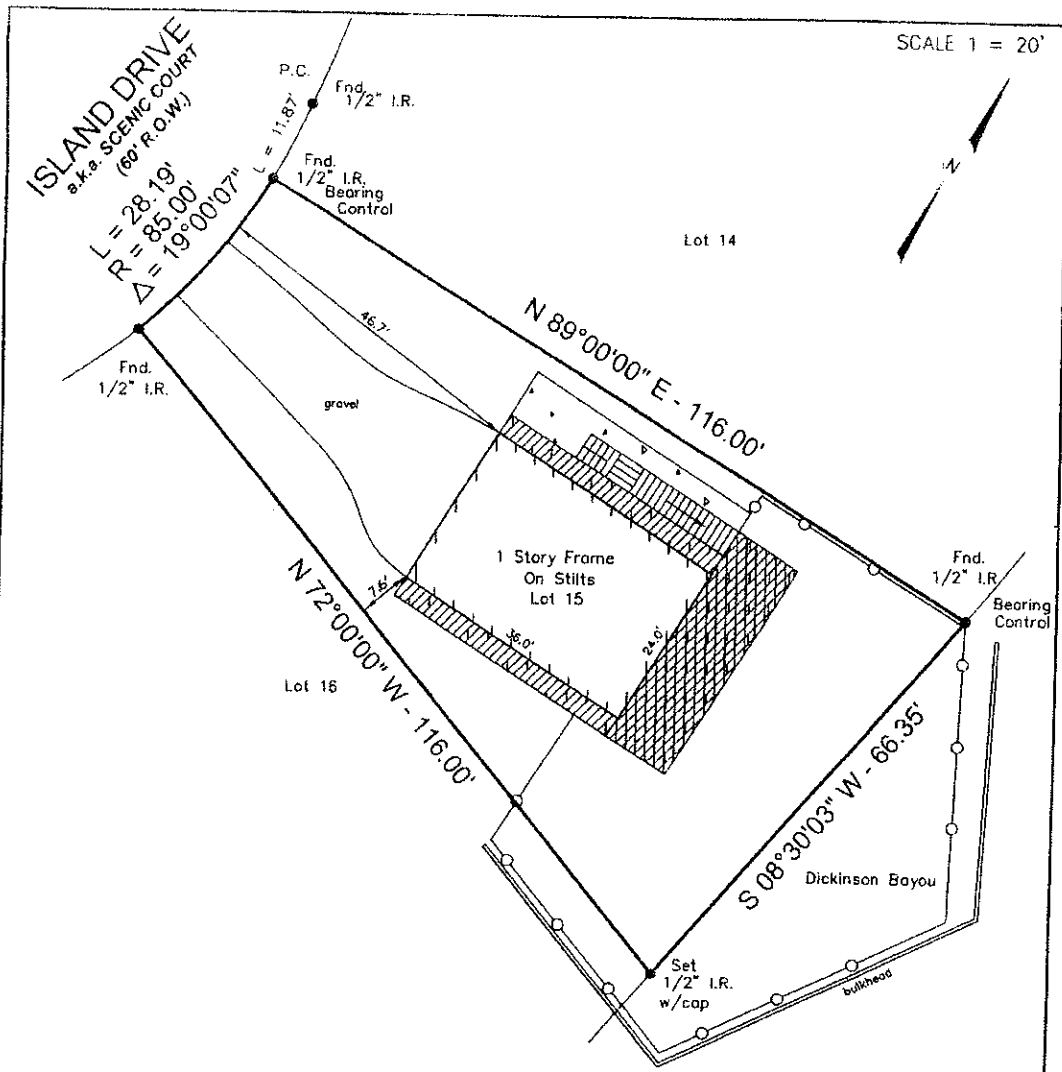 SCALE 1 = 20'
ISLAND DRIVE
a.k.a. SCENIC COURT
(60' R.O.W.)
L = 28.19'
R = 85.00'
Δ = 19°00'07"
P.C.
Fnd.
1/2" I.R.
L = 11.87'
Fnd.
1/2" I.R.
Bearing
Control
N
Lot 14
Fnd.
1/2" I.R.
46.7'
N 89°00'00" E - 116.00'
gravel
1 Story Frame
On Stilts
Lot 15
7.6'
36.0'
24.0'
Fnd.
1/2" I.R.
Bearing
Control
N 72°00'00" W - 116.00'
Lot 16
S 08°30'03" W - 66.35'
Dickinson Bayou
Set
1/2" I.R.
w/cap
bulkhead